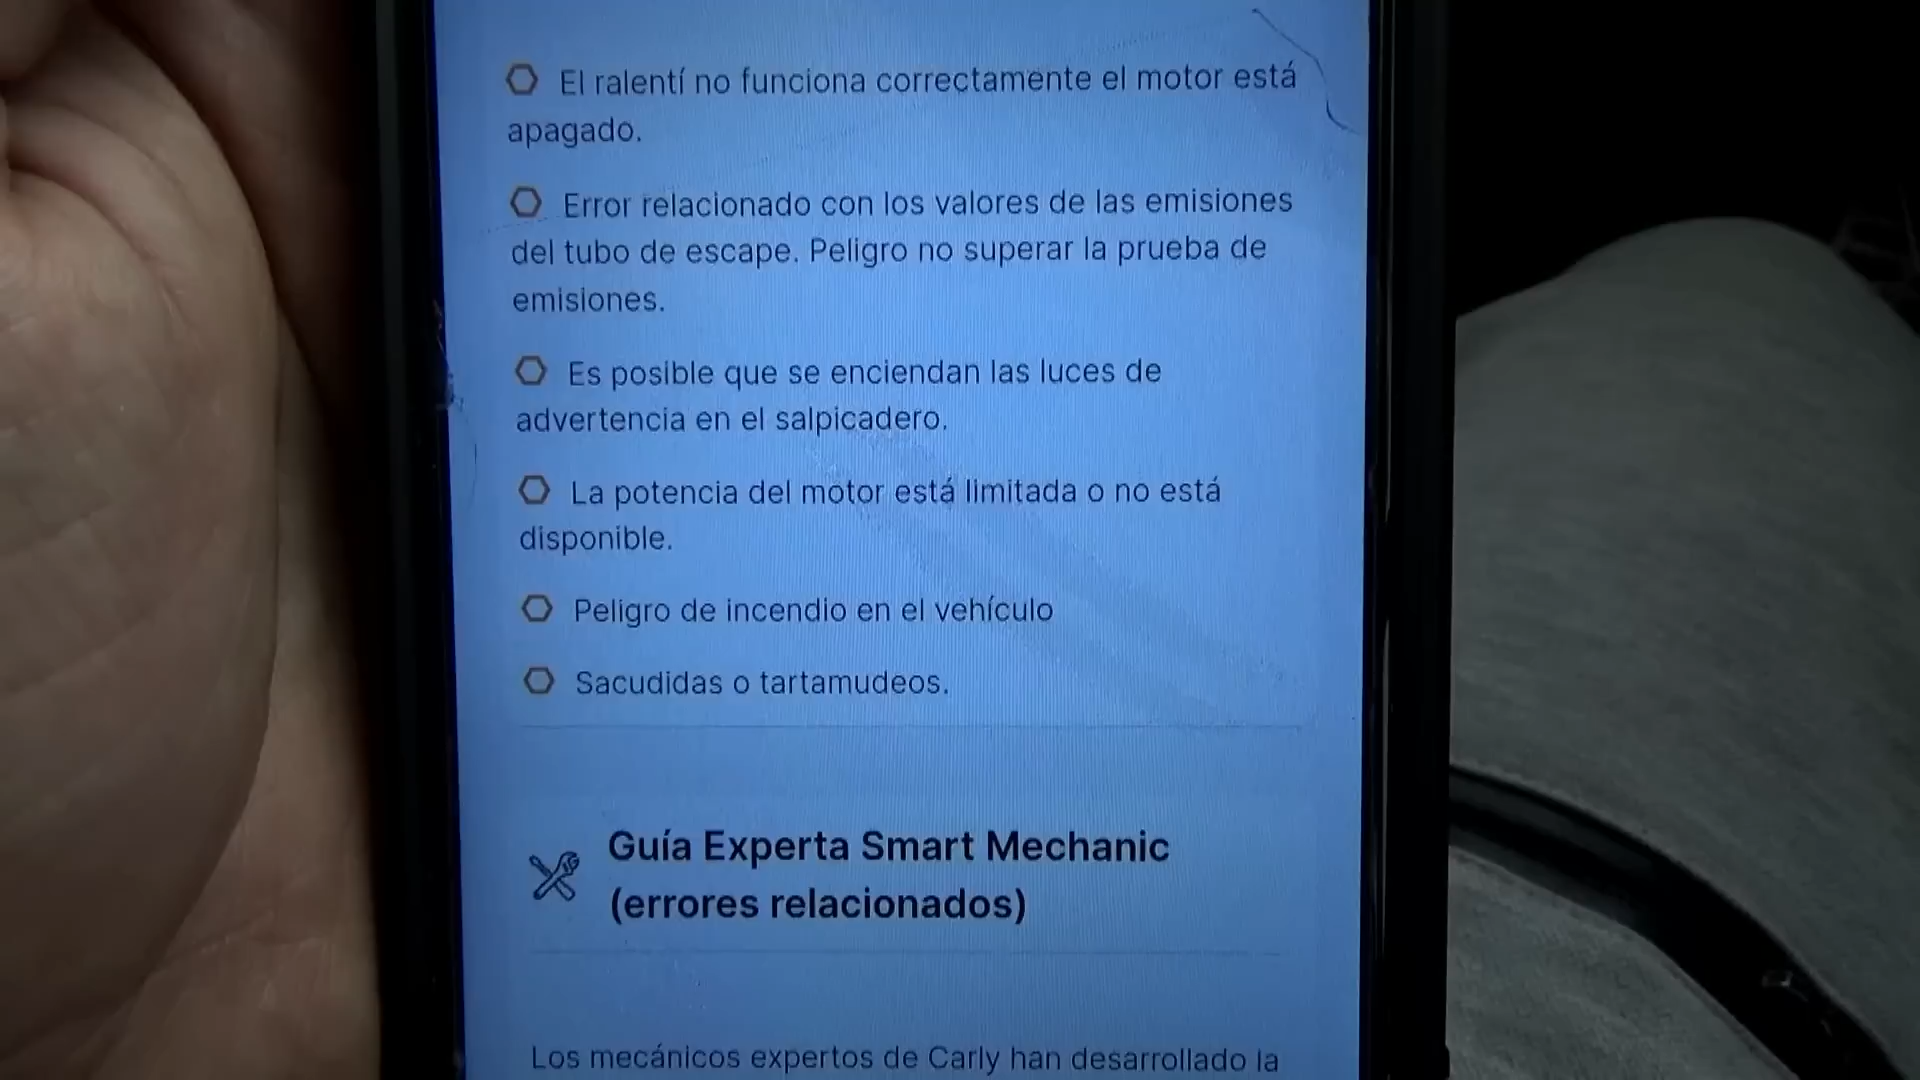 El ralentí no funciona correctamente el motor está
apagado.
Error relacionado con los valores de las emisiones
del tubo de escape. Peligro no superar la prueba de
emisiones.
Es posible que se enciendan las luces de
advertencia en el salpicadero.
La potencia del motor está limitada o no está
disponible.
Peligro de incendio en el vehículo
Sacudidas o tartamudeos.
Guía Experta Smart Mechanic
(errores relacionados)
Los mecánicos expertos de Carly han desarrollado la